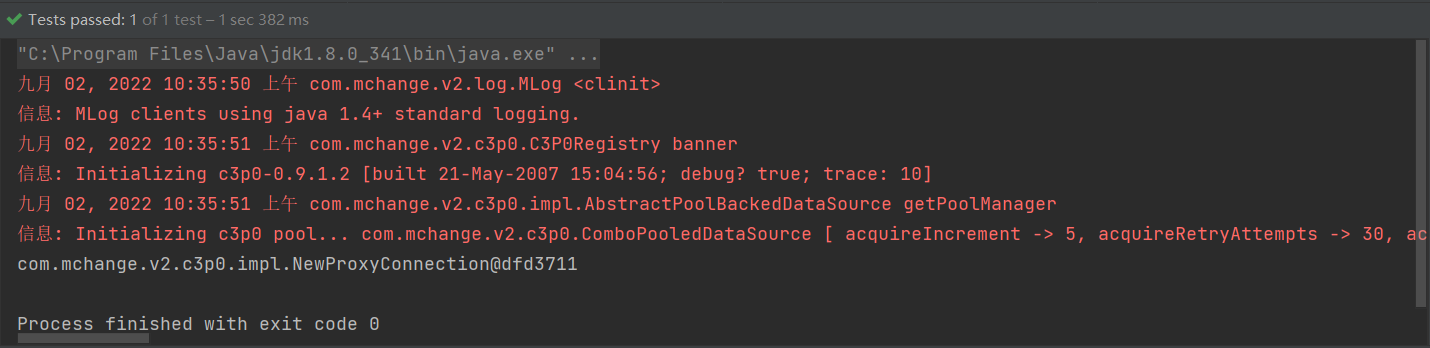 Tests passed: 1 of 1 test – 1 sec 382 ms
"C:\Program Files\Java\jdk1.8.0_341\bin\java.exe" ...
九月 02, 2022 10:35:50 上午 com.mchange.v2.log.MLog <clinit>
信息: MLog clients using java 1.4+ standard logging.
九月 02, 2022 10:35:51 上午 com.mchange.v2.c3p0.C3P0Registry banner
信息: Initializing c3p0-0.9.1.2 [built 21-May-2007 15:04:56; debug? true; trace: 10]
九月 02, 2022 10:35:51 上午 com.mchange.v2.c3p0.impl.AbstractPoolBackedDataSource getPoolManager
信息: Initializing c3p0 pool... com.mchange.v2.c3p0.ComboPooledDataSource [ acquireIncrement -> 5, acquireRetryAttempts -> 30, ac
com.mchange.v2.c3p0.impl.NewProxyConnection@dfd3711
Process finished with exit code 0